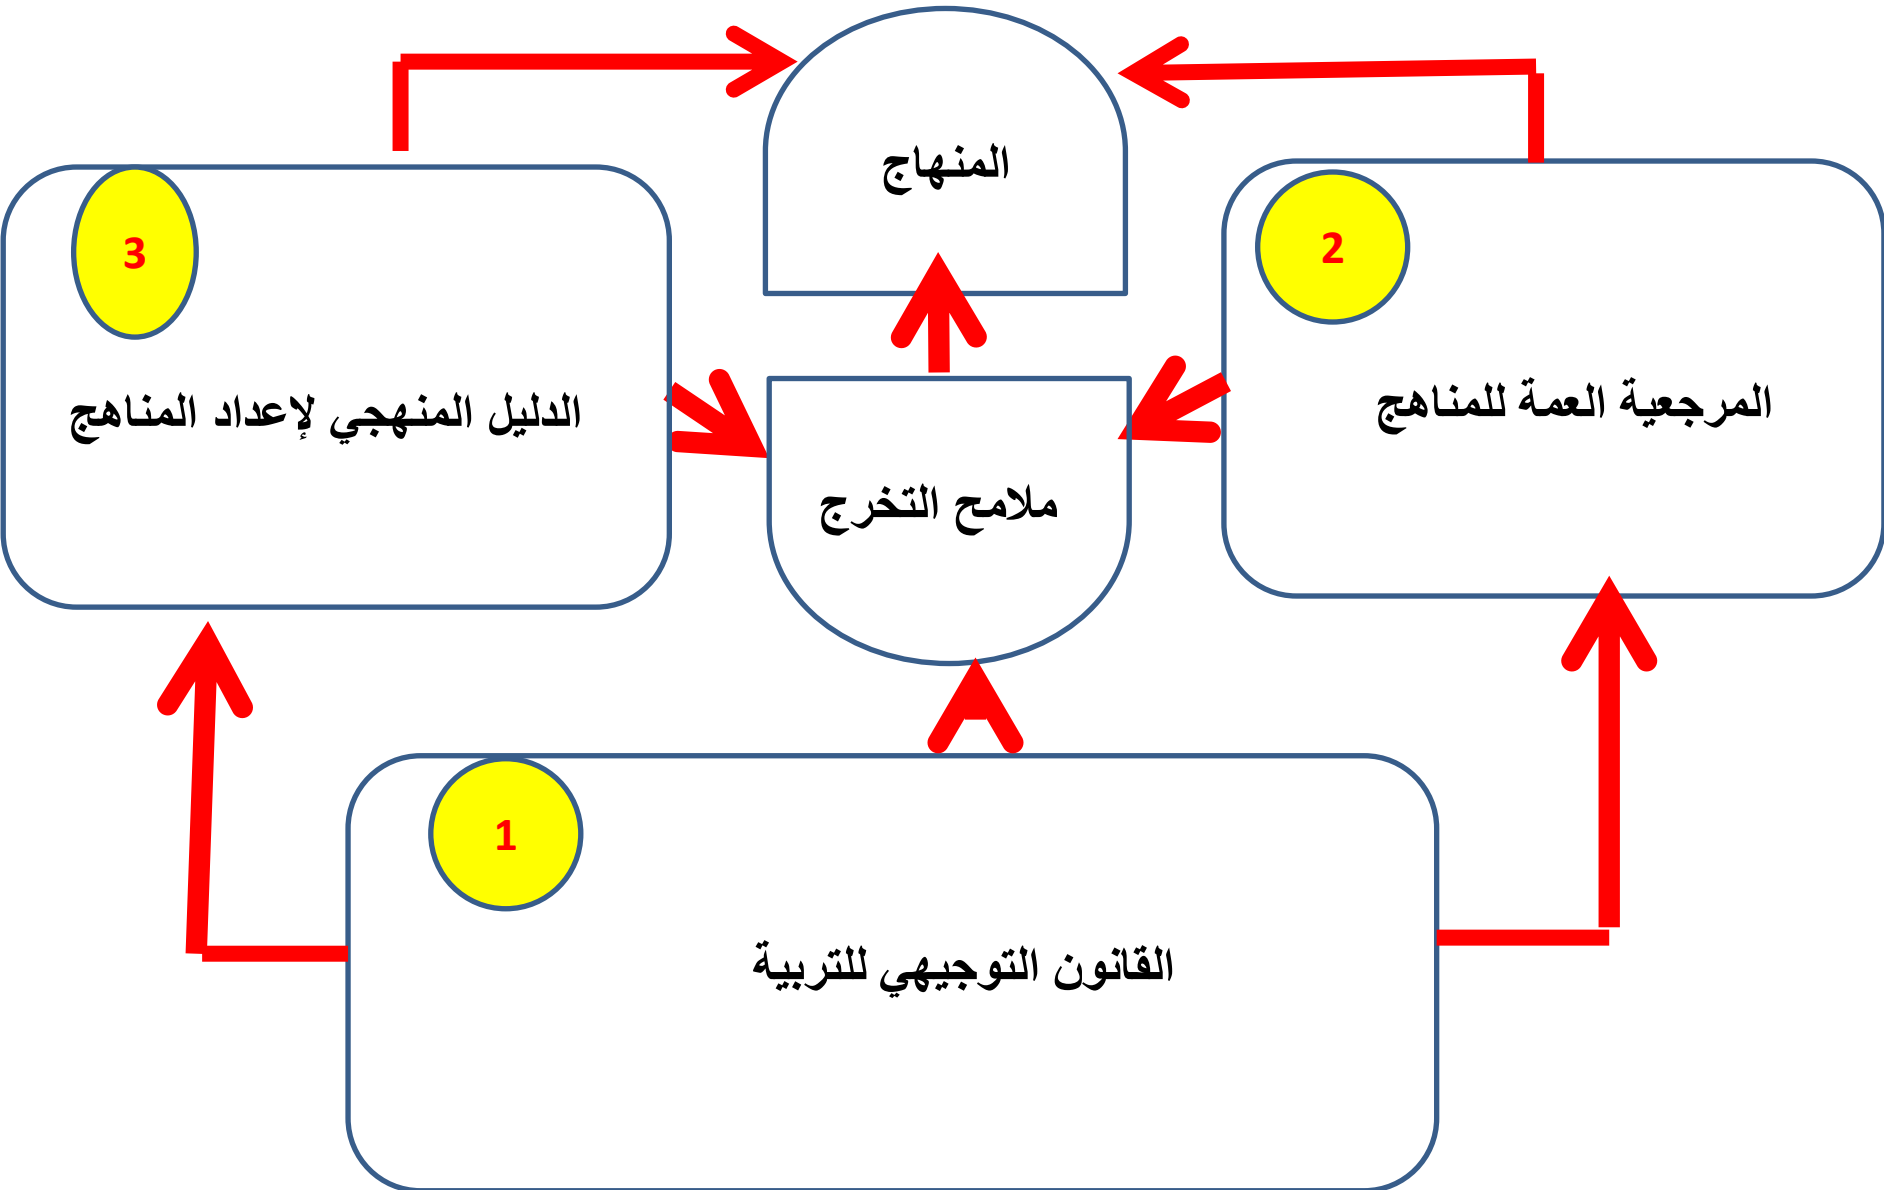 المنهاج
2
المرجعية العمة للمناهج
3
الدليل المنهجي لإعداد المناهج
ملامح التخرج
1
القانون التوجيهي للتربية